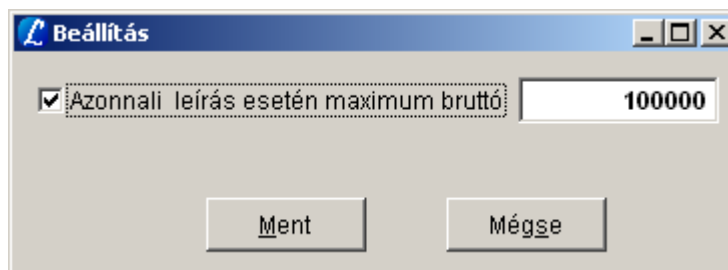 Beállítás
Azonnali leírás esetén maximum bruttó 100000
Ment Mégse